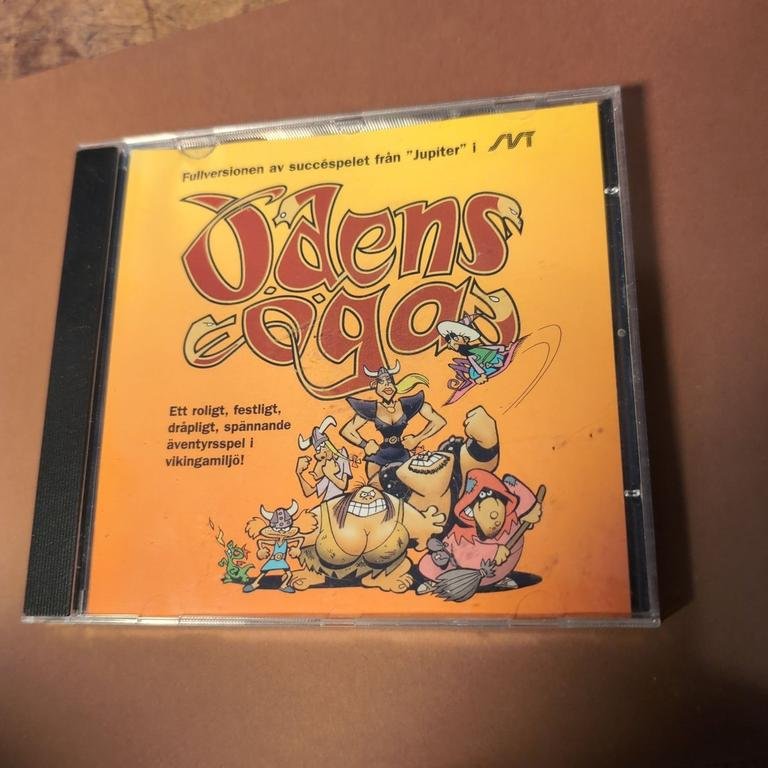 Fullversionen av succéspelet från "Jupiter" i SVT
Odens
öga
Ett roligt, festligt,
dråpligt, spännande
äventyrsspel i
vikingamiljö!